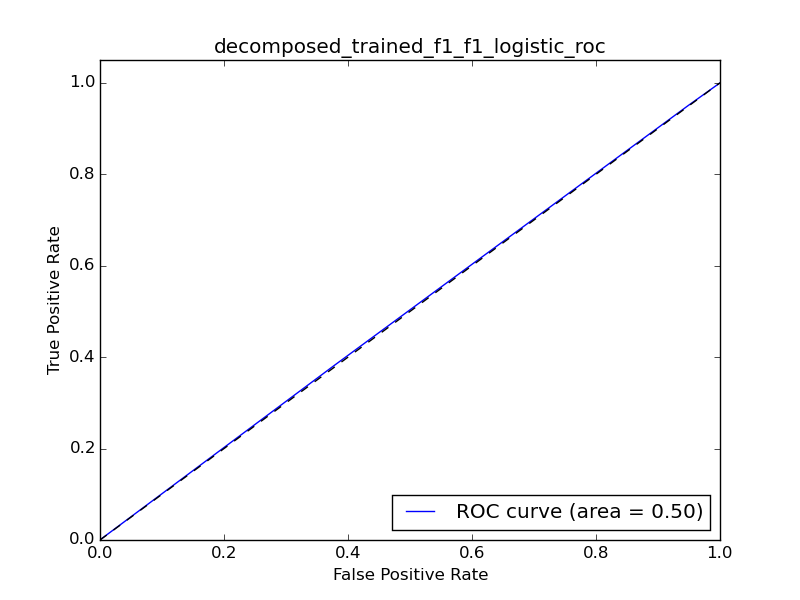 decomposed_trained_f1_f1_logistic_roc
1.0
0.8
0.6
0.4
0.2
0.0
True Positive Rate
ROC curve (area = 0.50)
0.0 0.2 0.4 0.6 0.8 1.0
False Positive Rate